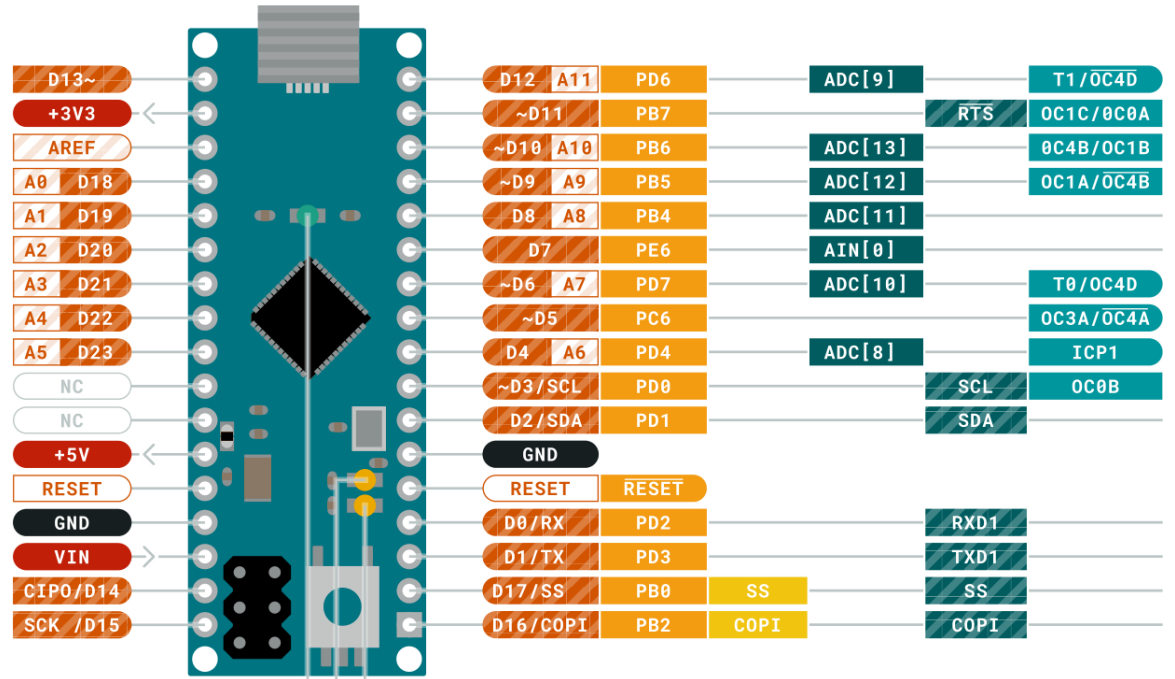 D13~ D12 A11 PD6 ADC[9] T1/OC4D
+3V3 ~D11 PB7 RTS OC1C/0C0A
AREF ~D10 A10 PB6 ADC[13] 0C4B/OC1B
A0 D18 ~D9 A9 PB5 ADC[12] OC1A/OC4B
A1 D19 D8 A8 PB4 ADC[11]
A2 D20 D7 PE6 AIN[0]
A3 D21 ~D6 A7 PD7 ADC[10] T0/OC4D
A4 D22 ~D5 PC6 OC3A/OC4A
A5 D23 D4 A6 PD4 ADC[8] ICP1
NC ~D3/SCL PD0 SCL OC0B
NC D2/SDA PD1 SDA
+5V GND
RESET RESET RESET
GND D0/RX PD2 RXD1
VIN D1/TX PD3 TXD1
CIPO/D14 D17/SS PB0 SS SS
SCK /D15 D16/COPI PB2 COPI COPI